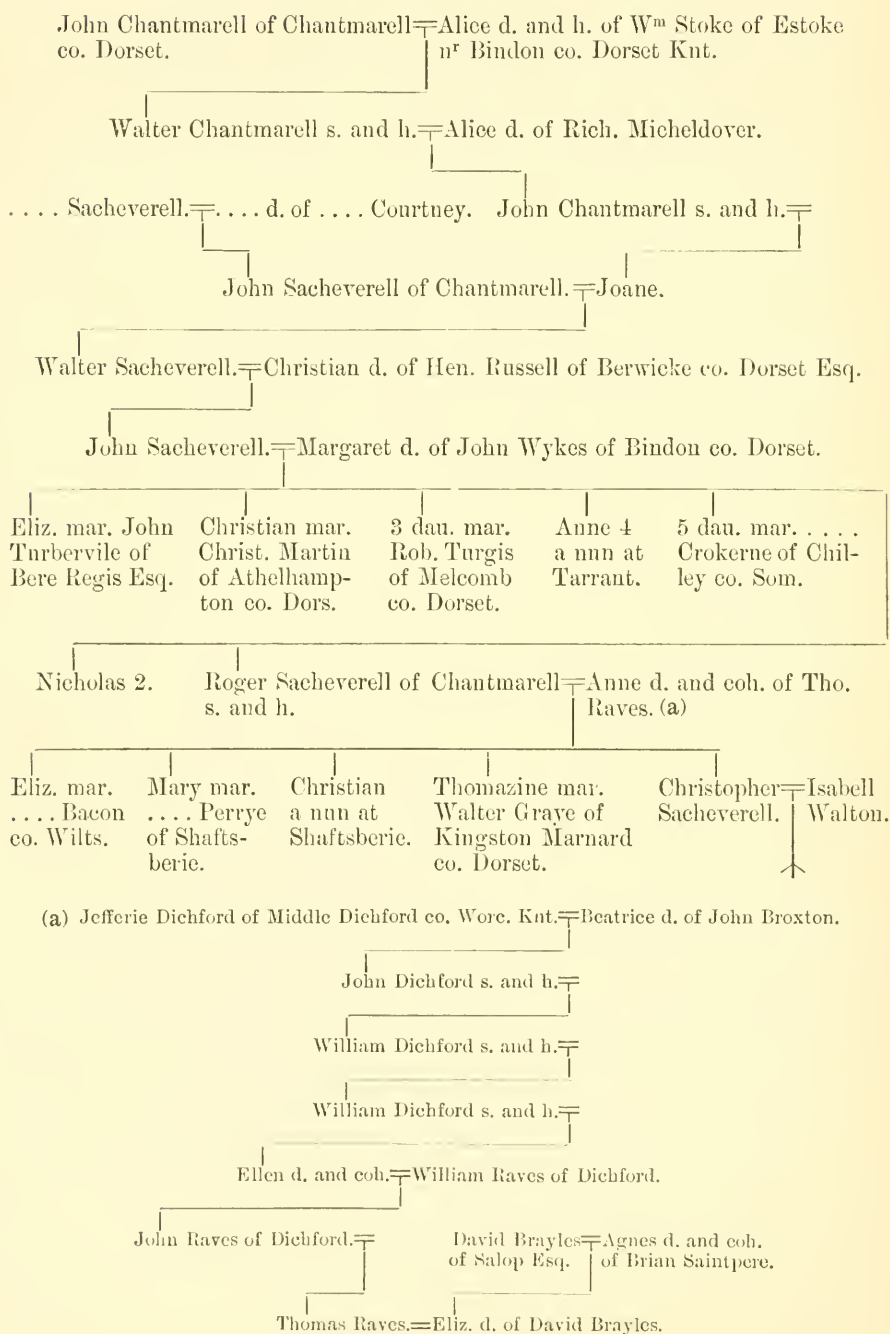 John Chantmarell of Chantmarell=Alice d. and h. of Wᵐ Stoke of Estoke
co. Dorset. nʳ Bindon co. Dorset Knt.
Walter Chantmarell s. and h.=Alice d. of Rich. Micheldover.
. . . . Sacheverell.=. . . . d. of . . . . Courtney. John Chantmarell s. and h.=
John Sacheverell of Chantmarell.=Joane.
Walter Sacheverell.=Christian d. of Hen. Russell of Berwicke co. Dorset Esq.
John Sacheverell.=Margaret d. of John Wykes of Bindon co. Dorset.
Eliz. mar. John
Turbervile of
Bere Regis Esq.
Christian mar.
Christ. Martin
of Athelhamp-
ton co. Dors.
3 dau. mar.
Rob. Turgis
of Melcomb
co. Dorset.
Anne 4
a nun at
Tarrant.
5 dau. mar. . . . .
Crokerne of Chil-
ley co. Som.
Nicholas 2.
Roger Sacheverell of Chantmarell=Anne d. and coh. of Tho.
s. and h. Raves. (a)
Eliz. mar.
. . . . Bacon
co. Wilts.
Mary mar.
. . . . Perrye
of Shafts-
berie.
Christian
a nun at
Shaftsberie.
Thomazine mar.
Walter Graye of
Kingston Marnard
co. Dorset.
Christopher=Isabell
Sacheverell. Walton.
(a) Jefferie Dichford of Middle Dichford co. Worc. Knt.=Beatrice d. of John Broxton.
John Dichford s. and h.=
William Dichford s. and h.=
William Dichford s. and h.=
Ellen d. and coh.=William Raves of Dichford.
John Raves of Dichford.=
David Brayles=Agnes d. and coh.
of Salop Esq. of Brian Saintpere.
Thomas Raves.=Eliz. d. of David Brayles.